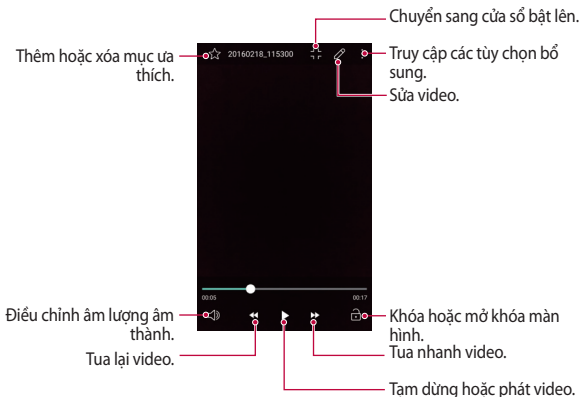 Chuyển sang cửa sổ bật lên.
Thêm hoặc xóa mục ưa
thích.
20160218_115300
Truy cập các tùy chọn bổ
sung.
Sửa video.
00:05
00:17
Điều chỉnh âm lượng âm
thành.
Khóa hoặc mở khóa màn
hình.
Tua lại video.
Tua nhanh video.
Tạm dừng hoặc phát video.